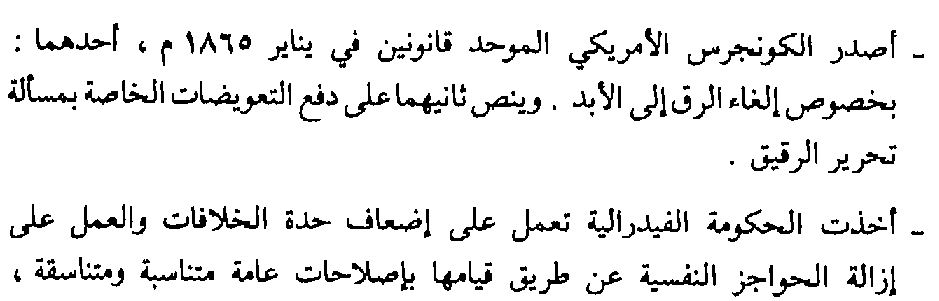 - أصدر الكونجرس الأمريكي الموحد قانونين في يناير ١٨٦٥ م ، أحدهما :
بخصوص إلغاء الرق إلى الأبد . وينص ثانيهما على دفع التعويضات الخاصة بمسألة
تحرير الرقيق .
- أخذت الحكومة الفيدرالية تعمل على إضعاف حدة الخلافات والعمل على
إزالة الحواجز النفسية عن طريق قيامها بإصلاحات عامة متناسبة ومتناسقة ،